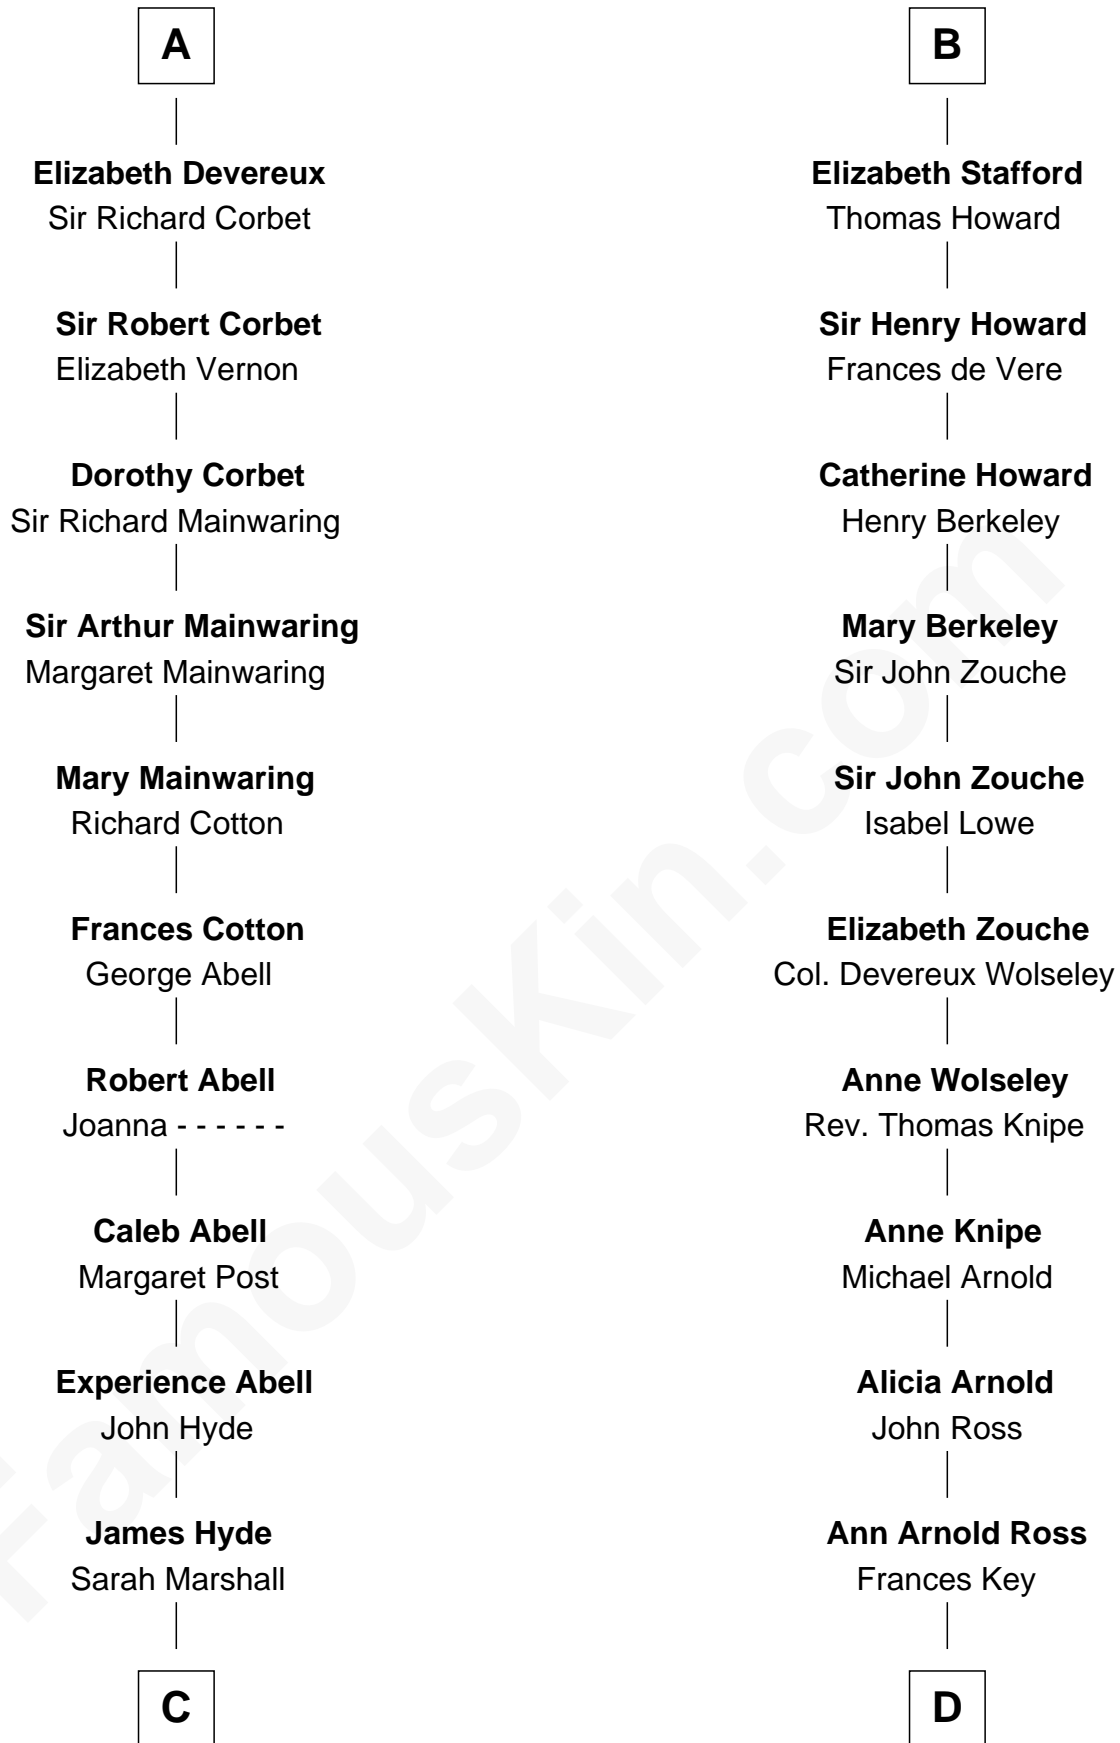 A
Elizabeth Devereux
Sir Richard Corbet
Sir Robert Corbet
Elizabeth Vernon
Dorothy Corbet
Sir Richard Mainwaring
Sir Arthur Mainwaring
Margaret Mainwaring
Mary Mainwaring
Richard Cotton
Frances Cotton
George Abell
Robert Abell
Joanna - - - - - -
Caleb Abell
Margaret Post
Experience Abell
John Hyde
James Hyde
Sarah Marshall
C
B
Elizabeth Stafford
Thomas Howard
Sir Henry Howard
Frances de Vere
Catherine Howard
Henry Berkeley
Mary Berkeley
Sir John Zouche
Sir John Zouche
Isabel Lowe
Elizabeth Zouche
Col. Devereux Wolseley
Anne Wolseley
Rev. Thomas Knipe
Anne Knipe
Michael Arnold
Alicia Arnold
John Ross
Ann Arnold Ross
Frances Key
D
FamousKin.com